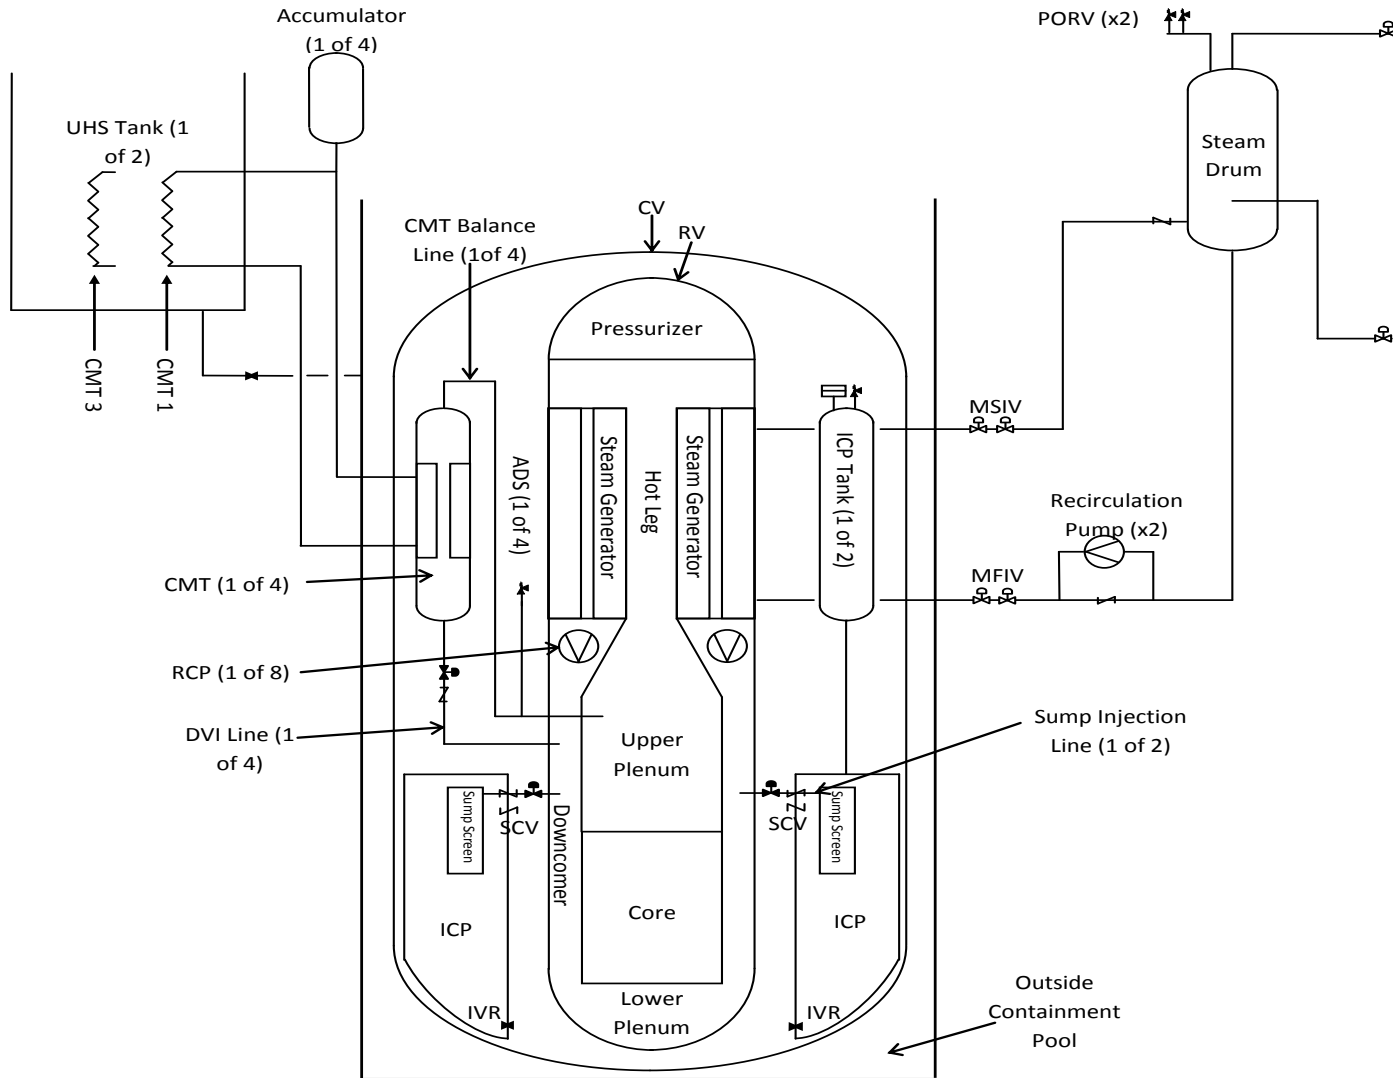 Accumulator
(1 of 4)
PORV (x2)
UHS Tank (1
of 2)
Steam
Drum
CMT Balance
Line (1of 4)
CV
RV
Pressurizer
CMT 3
CMT 1
MSIV
Steam Generator
Hot Leg
Steam Generator
ICP Tank (1 of 2)
ADS (1 of 4)
Recirculation
Pump (x2)
CMT (1 of 4)
MFIV
RCP (1 of 8)
DVI Line (1
of 4)
Upper
Plenum
Sump Injection
Line (1 of 2)
Sump Screen
SCV
Downcomer
SCV
Sump Screen
ICP
Core
ICP
IVR
Lower
Plenum
IVR
Outside
Containment
Pool